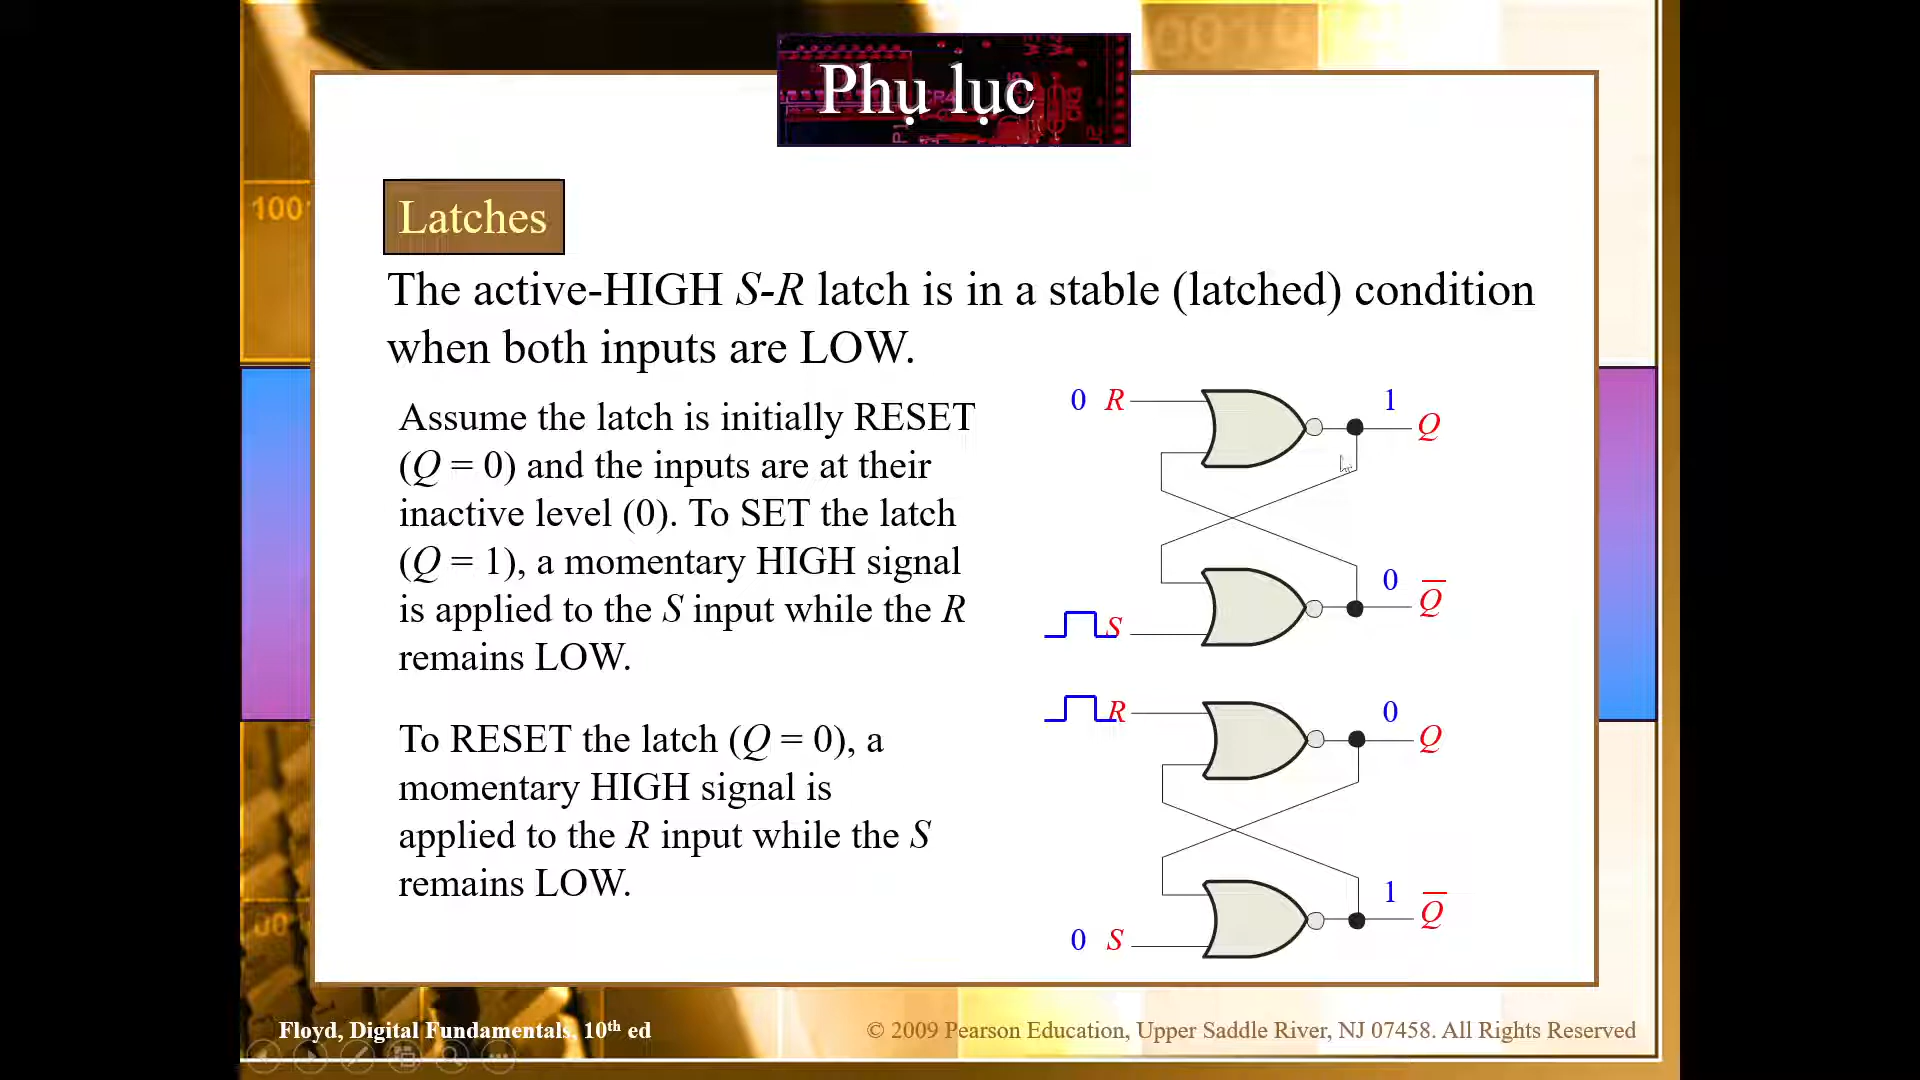 Phụ lục
Latches
The active-HIGH S-R latch is in a stable (latched) condition
when both inputs are LOW.
Assume the latch is initially RESET
(Q = 0) and the inputs are at their
inactive level (0). To SET the latch
(Q = 1), a momentary HIGH signal
is applied to the S input while the R
remains LOW.
To RESET the latch (Q = 0), a
momentary HIGH signal is
applied to the R input while the S
remains LOW.
0 R 1 Q
0 Q̅
S
R 0 Q
1 Q̅
0 S
Floyd, Digital Fundamentals, 10th ed
© 2009 Pearson Education, Upper Saddle River, NJ 07458. All Rights Reserved